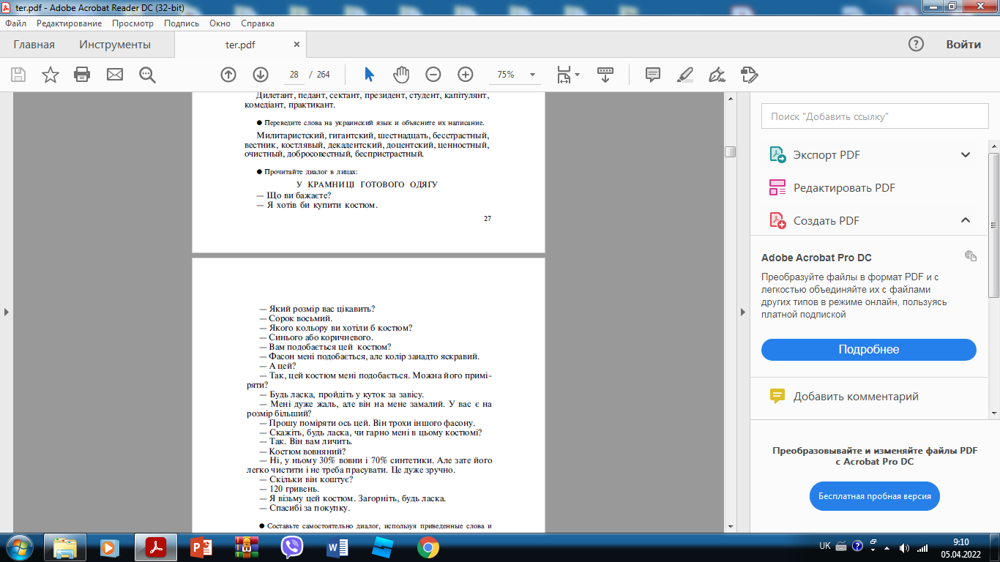 ter.pdf - Adobe Acrobat Reader DC (32-bit)
Файл Редактирование Просмотр Подпись Окно Справка
Главная Инструменты ter.pdf × ? Войти
28 / 264 75%
Дилетант, педант, сектант, президент, студент, капітулянт,
комедіант, практикант.
● Переведите слова на украинский язык и объясните их написание.
Милитаристский, гигантский, шестнадцать, бесстрастный,
вестник, костлявый, декадентский, доцентский, ценностный,
очистный, добросовестный, беспристрастный.
● Прочитайте диалог в лицах:
У КРАМНИЦІ ГОТОВОГО ОДЯГУ
— Що ви бажаєте?
— Я хотів би купити костюм.
27
— Який розмір вас цікавить?
— Сорок восьмий.
— Якого кольору ви хотіли б костюм?
— Синього або коричневого.
— Вам подобається цей костюм?
— Фасон мені подобається, але колір занадто яскравий.
— А цей?
— Так, цей костюм мені подобається. Можна його примі-
ряти?
— Будь ласка, пройдіть у куток за завісу.
— Мені дуже жаль, але він на мене замалий. У вас є на
розмір більший?
— Прошу поміряти ось цей. Він трохи іншого фасону.
— Скажіть, будь ласка, чи гарно мені в цьому костюмі?
— Так. Він вам личить.
— Костюм вовняний?
— Ні, у ньому 30% вовни і 70% синтетики. Але зате його
легко чистити і не треба прасувати. Це дуже зручно.
— Скільки він коштує?
— 120 гривень.
— Я візьму цей костюм. Загорніть, будь ласка.
— Спасибі за покупку.
● Составьте самостоятельно диалог, используя приведенные слова и
Поиск "Добавить ссылку"
Экспорт PDF
Редактировать PDF
Создать PDF
Adobe Acrobat Pro DC
Преобразуйте файлы в формат PDF и с
легкостью объединяйте их с файлами
других типов в режиме онлайн, пользуясь
платной подпиской
Подробнее
Добавить комментарий
Преобразовывайте и изменяйте файлы PDF
с Acrobat Pro DC
Бесплатная пробная версия
UK 9:10
05.04.2022